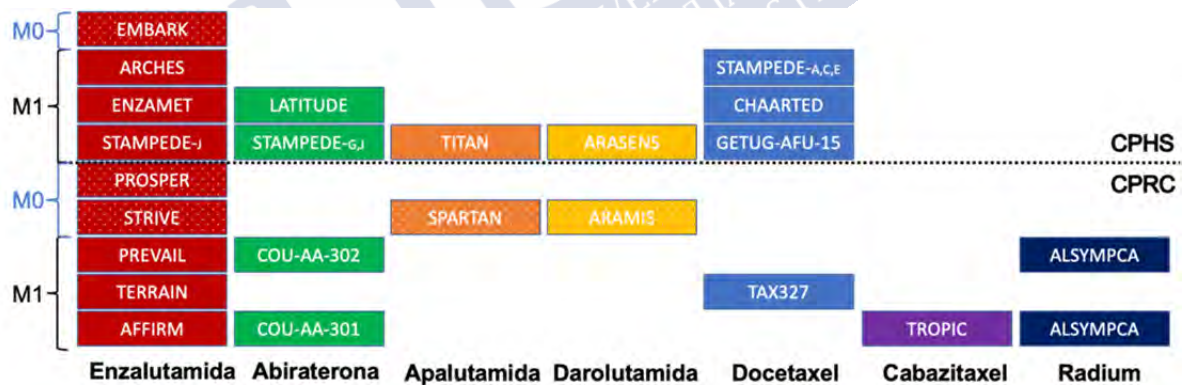 M0
EMBARK
ARCHES
STAMPEDE-A,C,E
M1
ENZAMET
LATITUDE
CHAARTED
STAMPEDE-J
STAMPEDE-G,J
TITAN
ARASENS
GETUG-AFU-15
CPHS
PROSPER
CPRC
M0
STRIVE
SPARTAN
ARAMIS
PREVAIL
COU-AA-302
ALSYMPCA
M1
TERRAIN
TAX327
AFFIRM
COU-AA-301
TROPIC
ALSYMPCA
Enzalutamida Abiraterona Apalutamida Darolutamida Docetaxel Cabazitaxel Radium